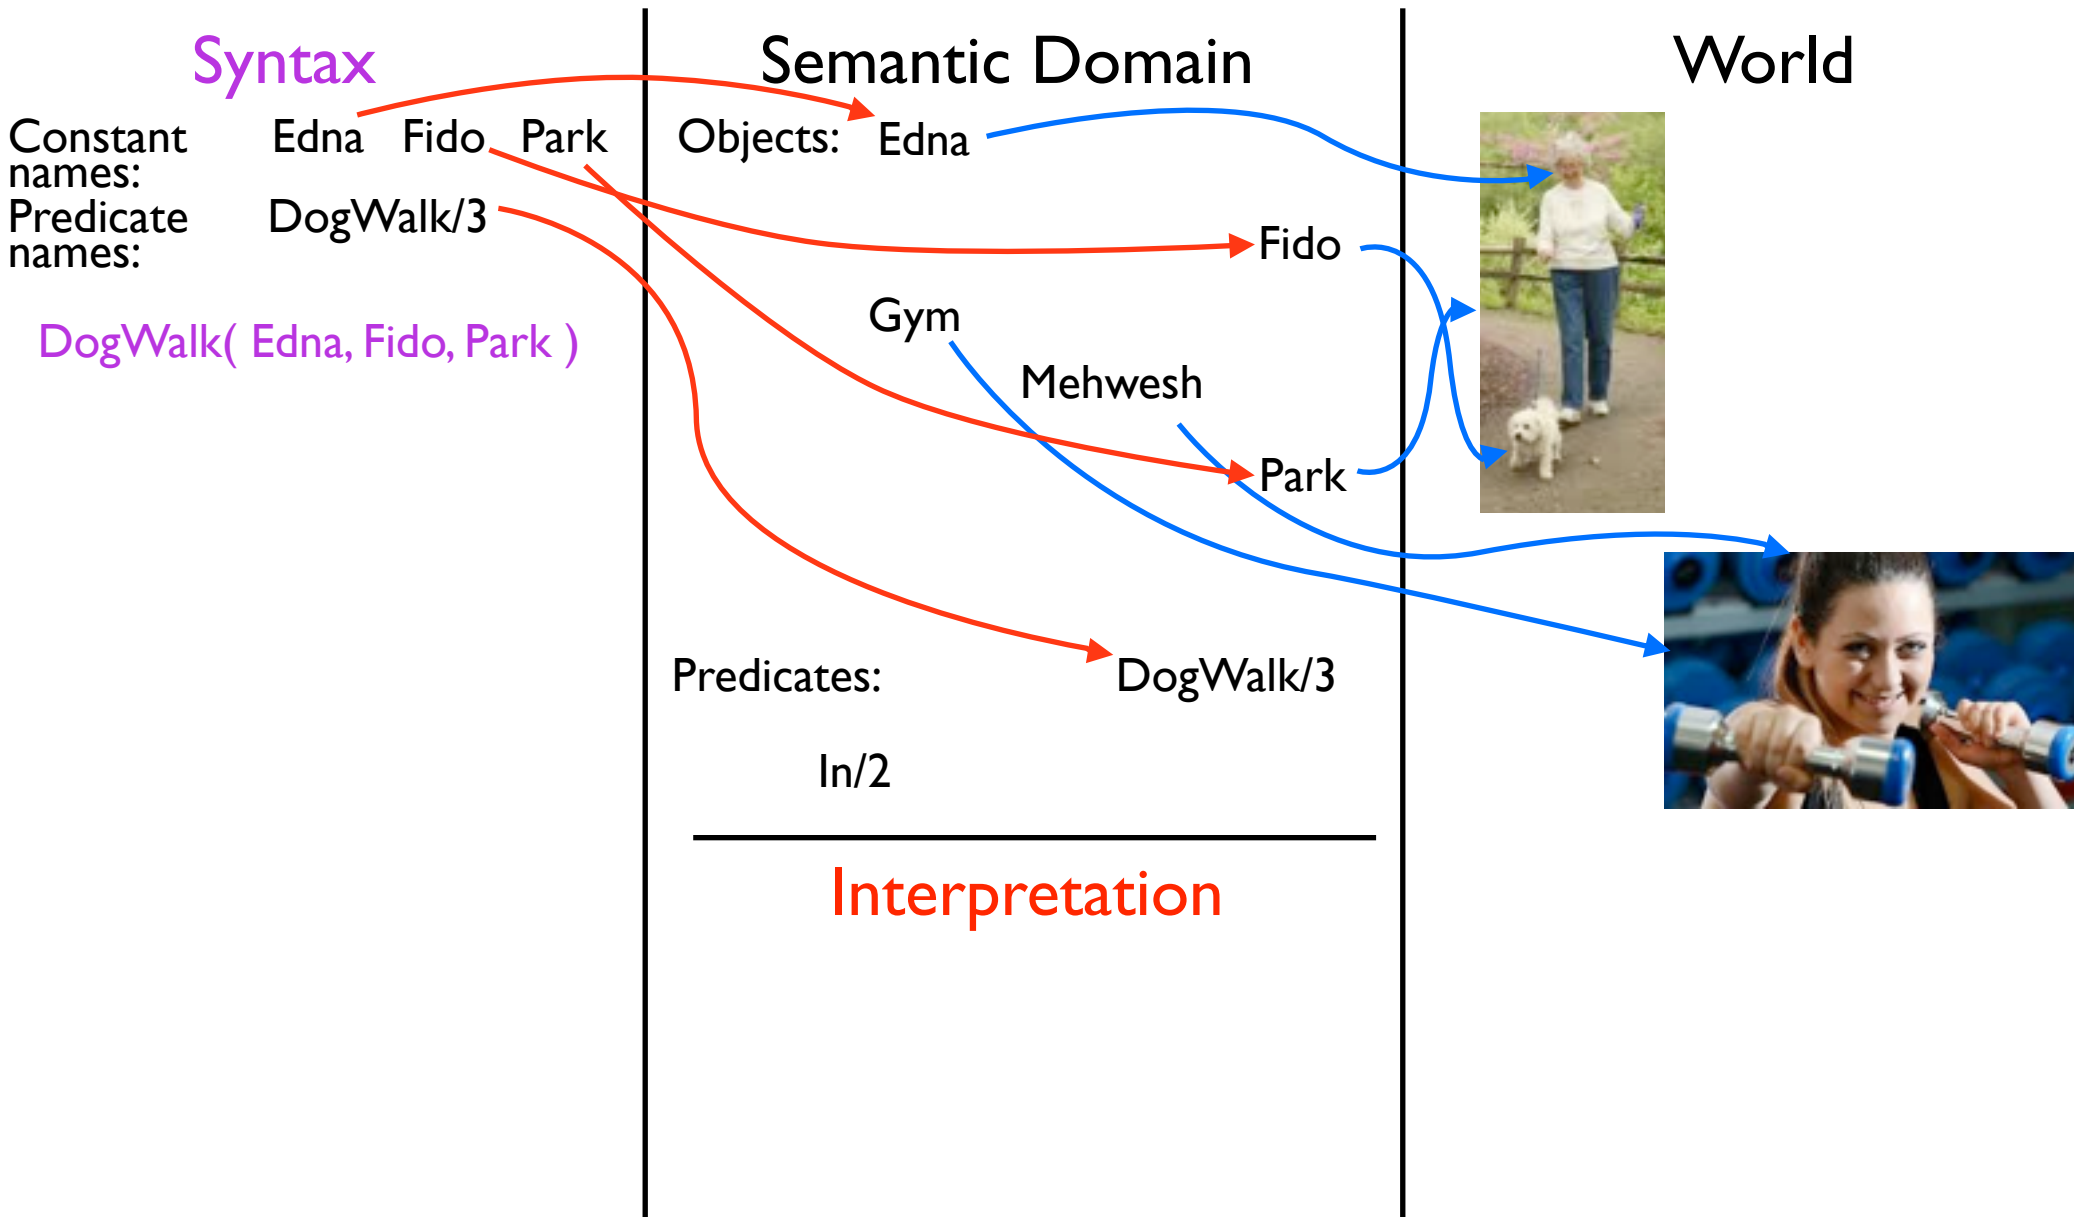 Syntax
Semantic Domain
World
Constant names:
Edna Fido Park
Predicate names:
DogWalk/3
DogWalk( Edna, Fido, Park )
Objects:
Edna
Fido
Gym
Mehwesh
Park
Predicates:
DogWalk/3
In/2
Interpretation